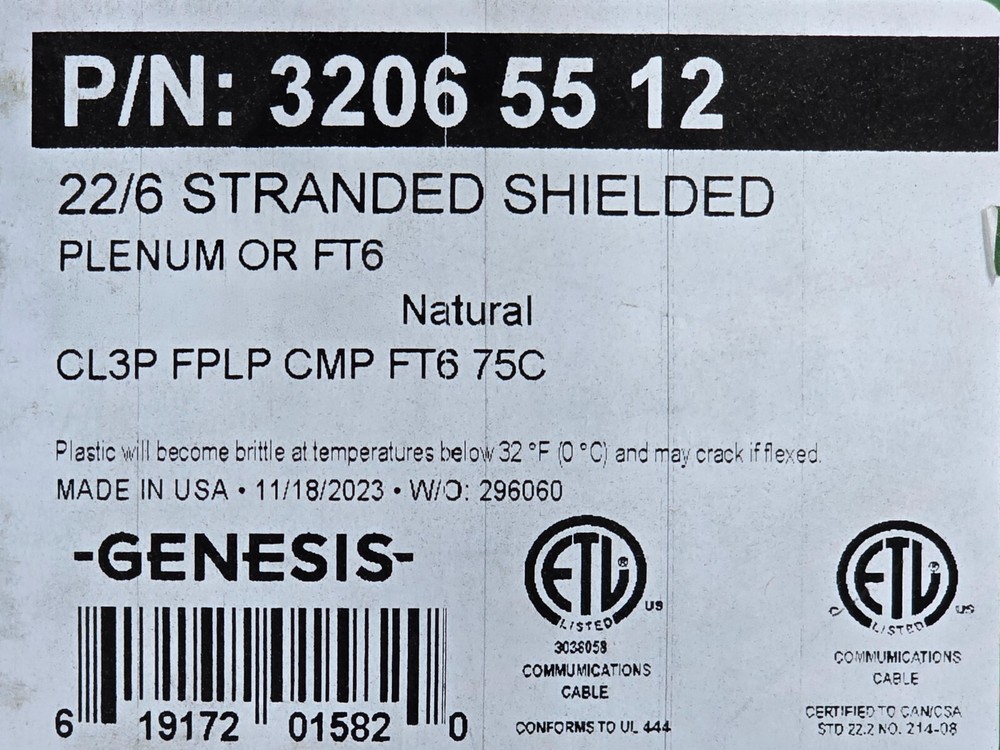 P/N: 3206 55 12
22/6 STRANDED SHIELDED
PLENUM OR FT6
Natural
CL3P FPLP CMP FT6 75C
Plastic will become brittle at temperatures below 32 °F (0 °C) and may crack if flexed.
MADE IN USA • 11/18/2023 • W/O: 296060
-GENESIS-
6 19172 01582 0
ETL®
US
LISTED
3036058
COMMUNICATIONS
CABLE
CONFORMS TO UL 444
ETL®
C US
LISTED
COMMUMICATIONS
CABLE
CERTIFIED TO CAN/CSA
STD 22.2 NO. 214-08